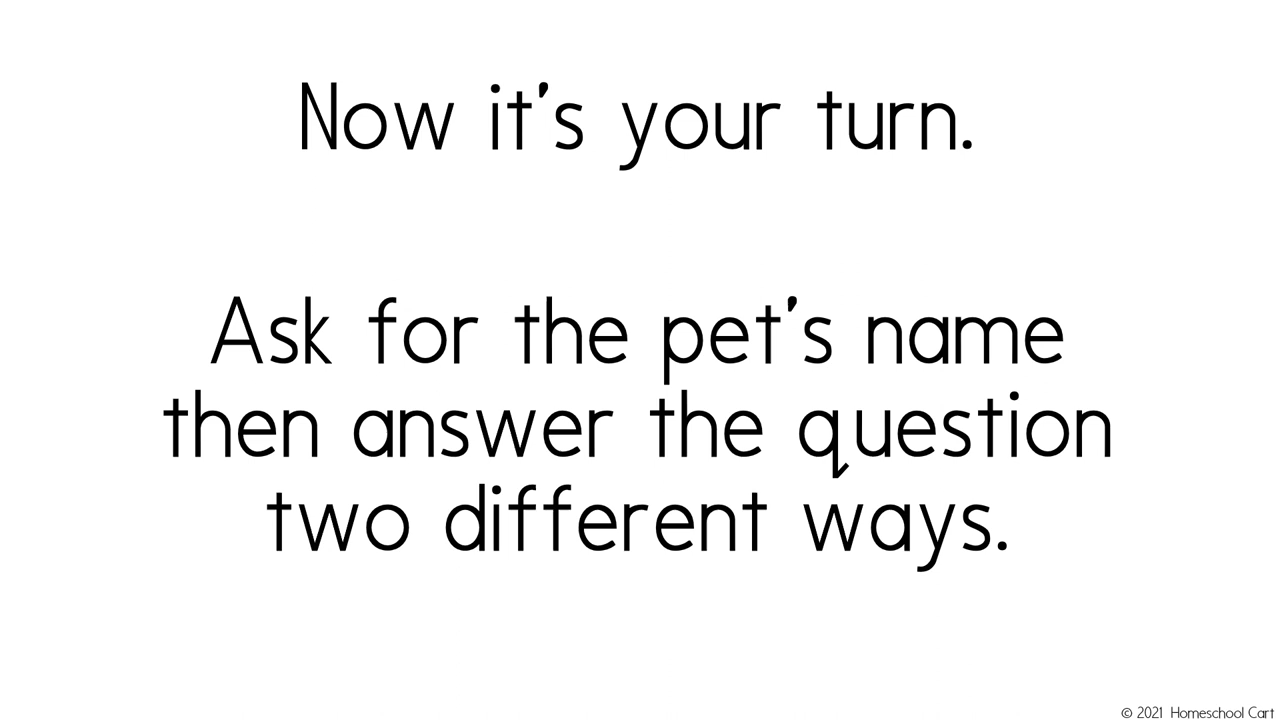 Now it's your turn.
Ask for the pet's name
then answer the question
two different ways.
© 2021 Homeschool Cart